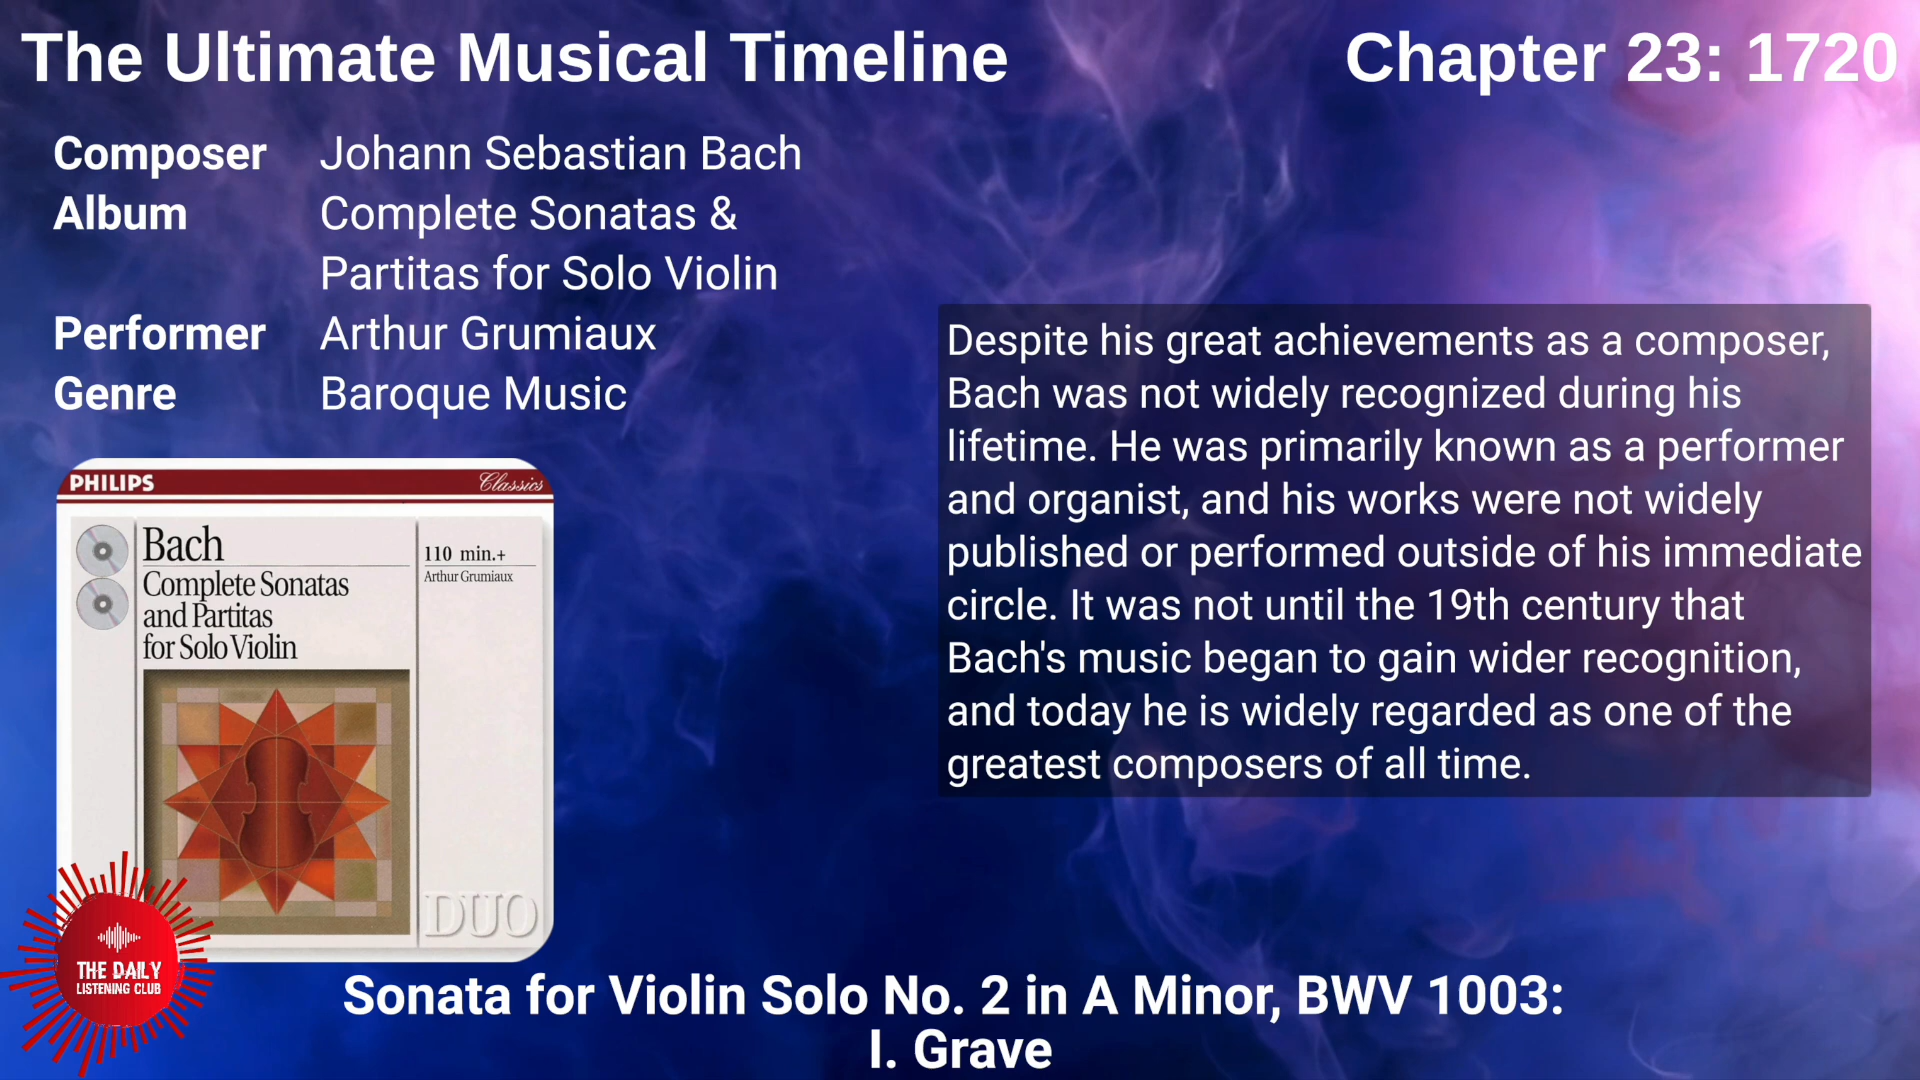 The Ultimate Musical Timeline
Chapter 23: 1720
Composer Johann Sebastian Bach
Album Complete Sonatas &
Partitas for Solo Violin
Performer Arthur Grumiaux
Genre Baroque Music
Despite his great achievements as a composer,
Bach was not widely recognized during his
lifetime. He was primarily known as a performer
and organist, and his works were not widely
published or performed outside of his immediate
circle. It was not until the 19th century that
Bach's music began to gain wider recognition,
and today he is widely regarded as one of the
greatest composers of all time.
PHILIPS
Classics
Bach
Complete Sonatas
and Partitas
for Solo Violin
110 min.+
Arthur Grumiaux
DUO
THE DAILY
LISTENING CLUB
Sonata for Violin Solo No. 2 in A Minor, BWV 1003:
I. Grave